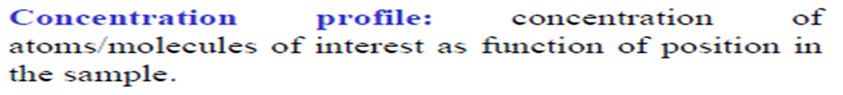 Concentration profile: concentration of
atoms/molecules of interest as function of position in
the sample.